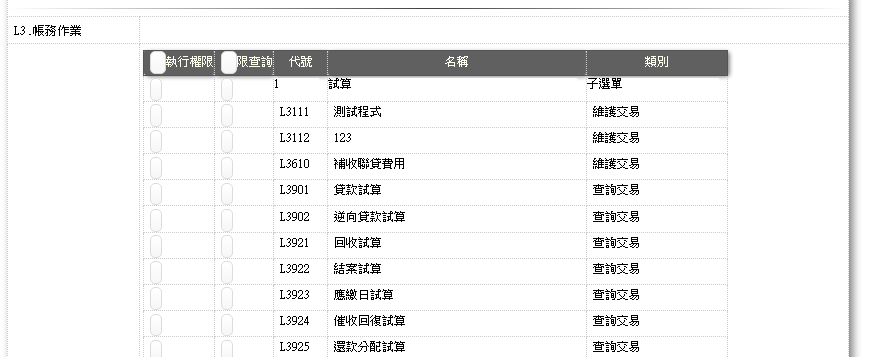 L3.帳務作業
執行權限 限查詢 代號 名稱 類別
1 試算 子選單
L3111 測試程式 維護交易
L3112 123 維護交易
L3610 補收聯貸費用 維護交易
L3901 貸款試算 查詢交易
L3902 逆向貸款試算 查詢交易
L3921 回收試算 查詢交易
L3922 結案試算 查詢交易
L3923 應繳日試算 查詢交易
L3924 催收回復試算 查詢交易
L3925 還款分配試算 查詢交易